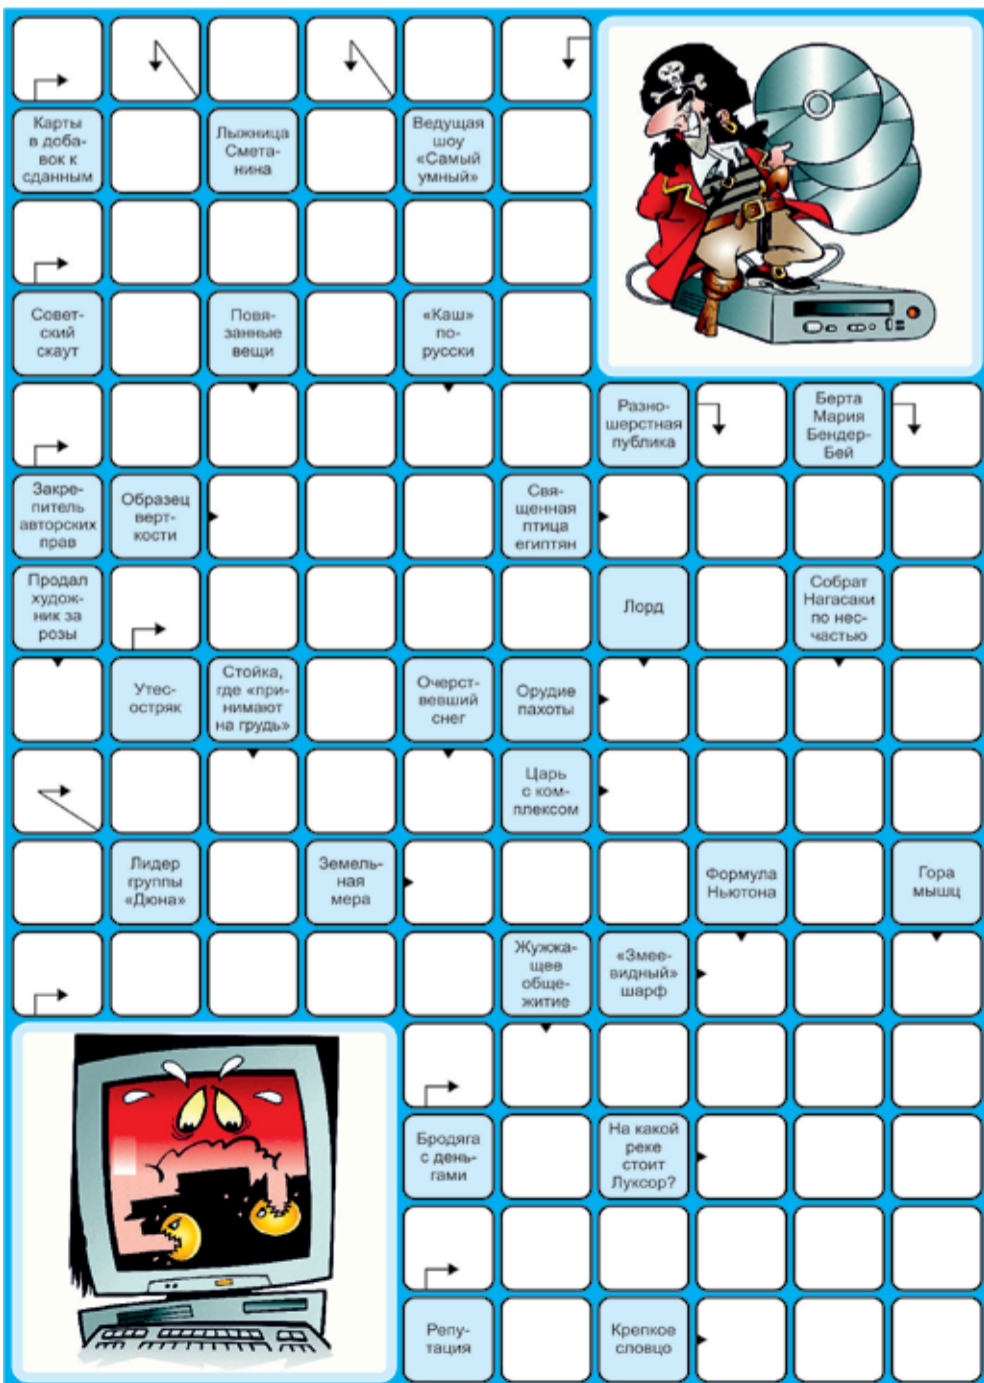 Карты
в доба-
вок к
сданным
Лыжница
Смета-
нина
Ведущая
шоу
«Самый
умный»
Совет-
ский
скаут
Повя-
занные
вещи
«Каш»
по-
русски
Разно-
шерстная
публика
Берта
Мария
Бендер-
Бей
Закре-
питель
авторских
прав
Образец
верт-
кости
Свя-
щенная
птица
египтян
Продал
худож-
ник за
розы
Лорд
Собрат
Нагасаки
по нес-
частью
Утес-
остряк
Стойка,
где «при-
нимают
на грудь»
Очерст-
вевший
снег
Орудие
пахоты
Царь
с ком-
плексом
Лидер
группы
«Дюна»
Земель-
ная
мера
Формула
Ньютона
Гора
мышц
Жужжа-
щее
обще-
житие
«Змее-
видный»
шарф
Бродяга
с день-
гами
На какой
реке
стоит
Луксор?
Репу-
тация
Крепкое
словцо